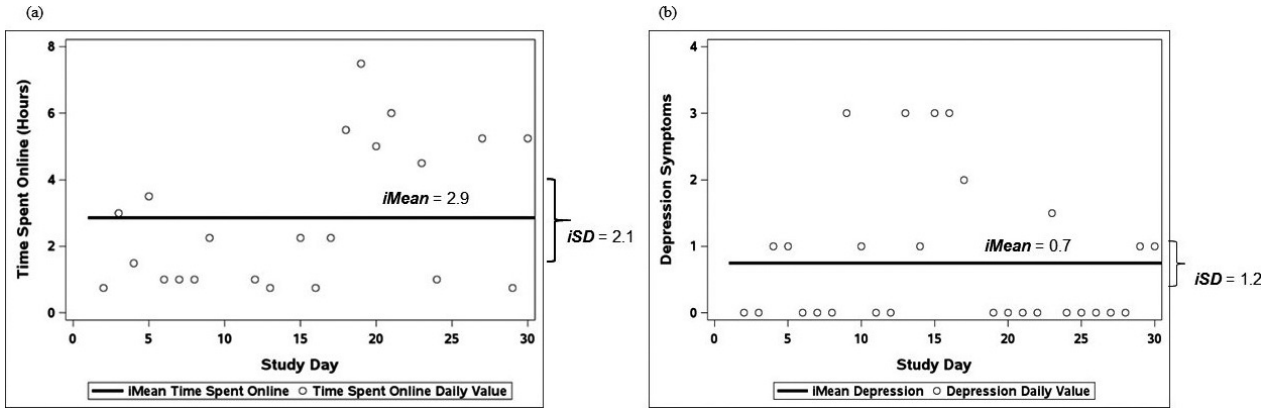 (a)
8
6
4
2
0
Time Spent Online (Hours)
iMean = 2.9
iSD = 2.1
0 5 10 15 20 25 30
Study Day
iMean Time Spent Online Time Spent Online Daily Value
(b)
4
3
2
1
0
Depression Symptoms
iMean = 0.7
iSD = 1.2
0 5 10 15 20 25 30
Study Day
iMean Depression Depression Daily Value